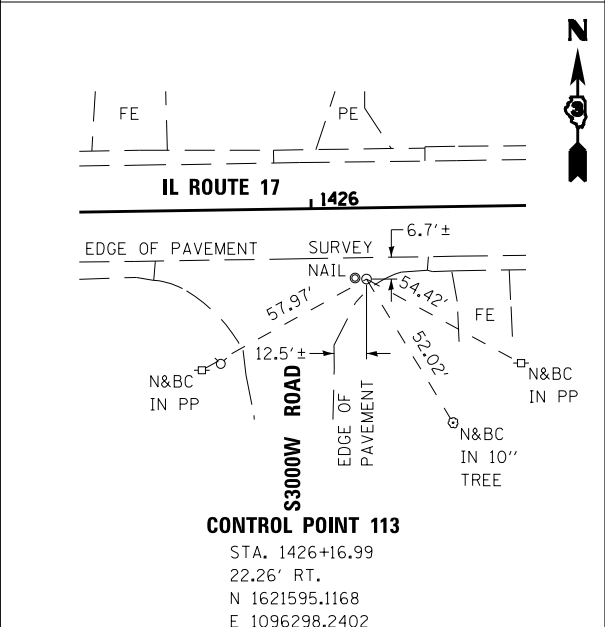 N
3
FE
PE
IL ROUTE 17
1426
EDGE OF PAVEMENT
SURVEY
NAIL
6.7'±
57.97'
54.42'
52.02'
12.5'±
FE
N&BC
IN PP
N&BC
IN PP
N&BC
IN 10''
TREE
S3000W ROAD
EDGE OF
PAVEMENT
CONTROL POINT 113
STA. 1426+16.99
22.26' RT.
N 1621595.1168
E 1096298.2402